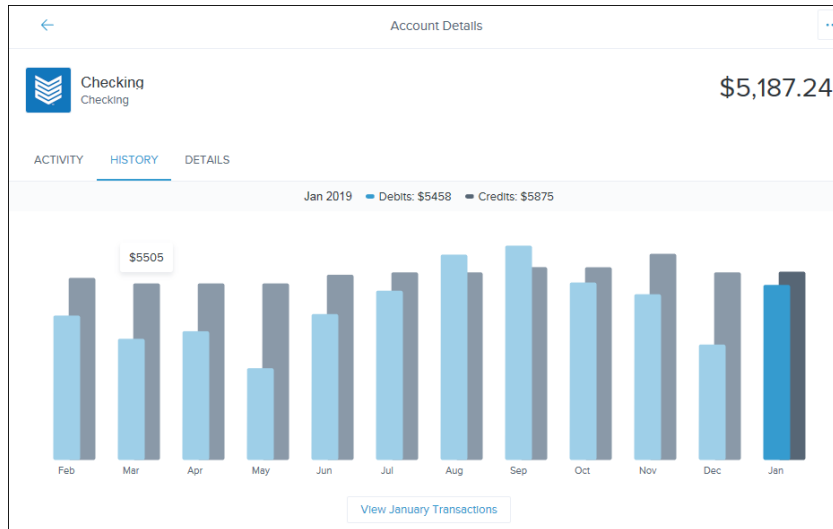 Account Details
Checking
Checking
$5,187.24
ACTIVITY HISTORY DETAILS
Jan 2019 Debits: $5458 Credits: $5875
$5505
Feb Mar Apr May Jun Jul Aug Sep Oct Nov Dec Jan
View January Transactions